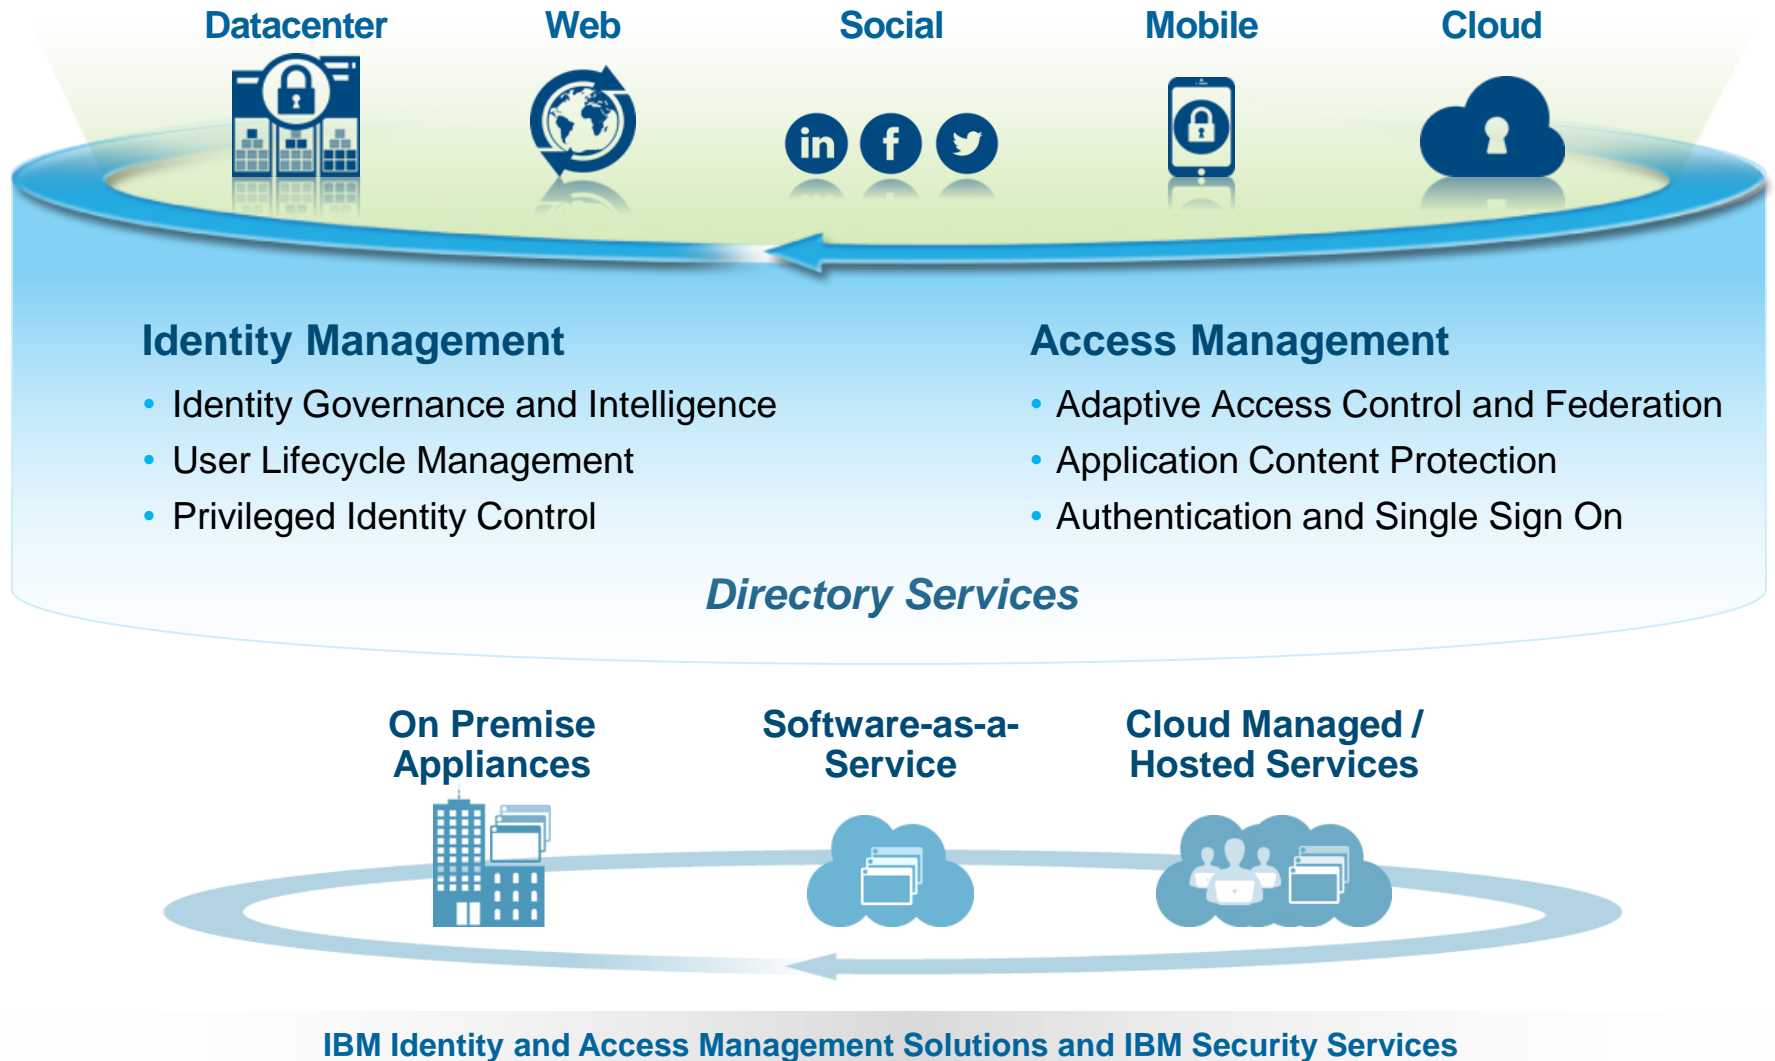 Datacenter
Web
Social
Mobile
Cloud
in
f
Identity Management
• Identity Governance and Intelligence
• User Lifecycle Management
• Privileged Identity Control
Access Management
• Adaptive Access Control and Federation
• Application Content Protection
• Authentication and Single Sign On
Directory Services
On Premise
Appliances
Software-as-a-
Service
Cloud Managed /
Hosted Services
IBM Identity and Access Management Solutions and IBM Security Services